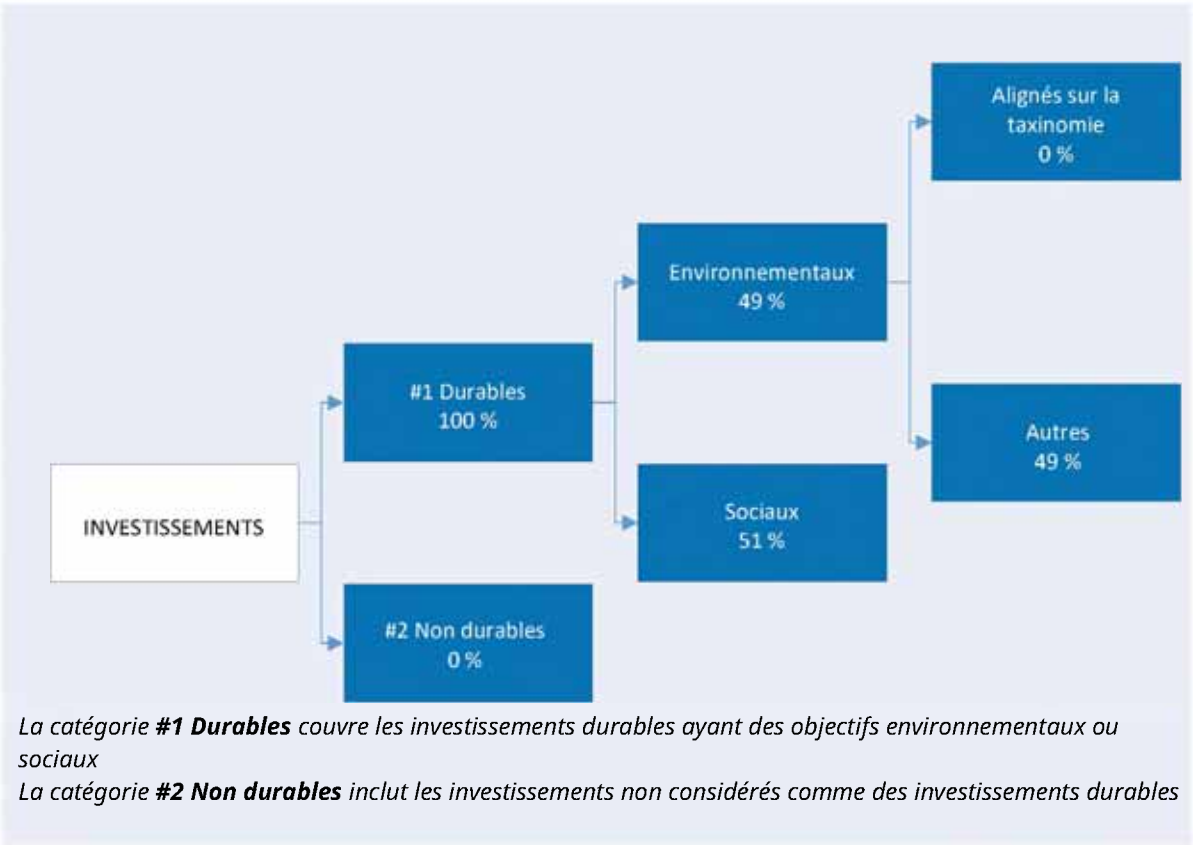 Alignés sur la
taxinomie
0 %
Environnementaux
49 %
#1 Durables
100 %
Autres
49 %
INVESTISSEMENTS
Sociaux
51 %
#2 Non durables
0 %
La catégorie #1 Durables couvre les investissements durables ayant des objectifs environnementaux ou
sociaux
La catégorie #2 Non durables inclut les investissements non considérés comme des investissements durables